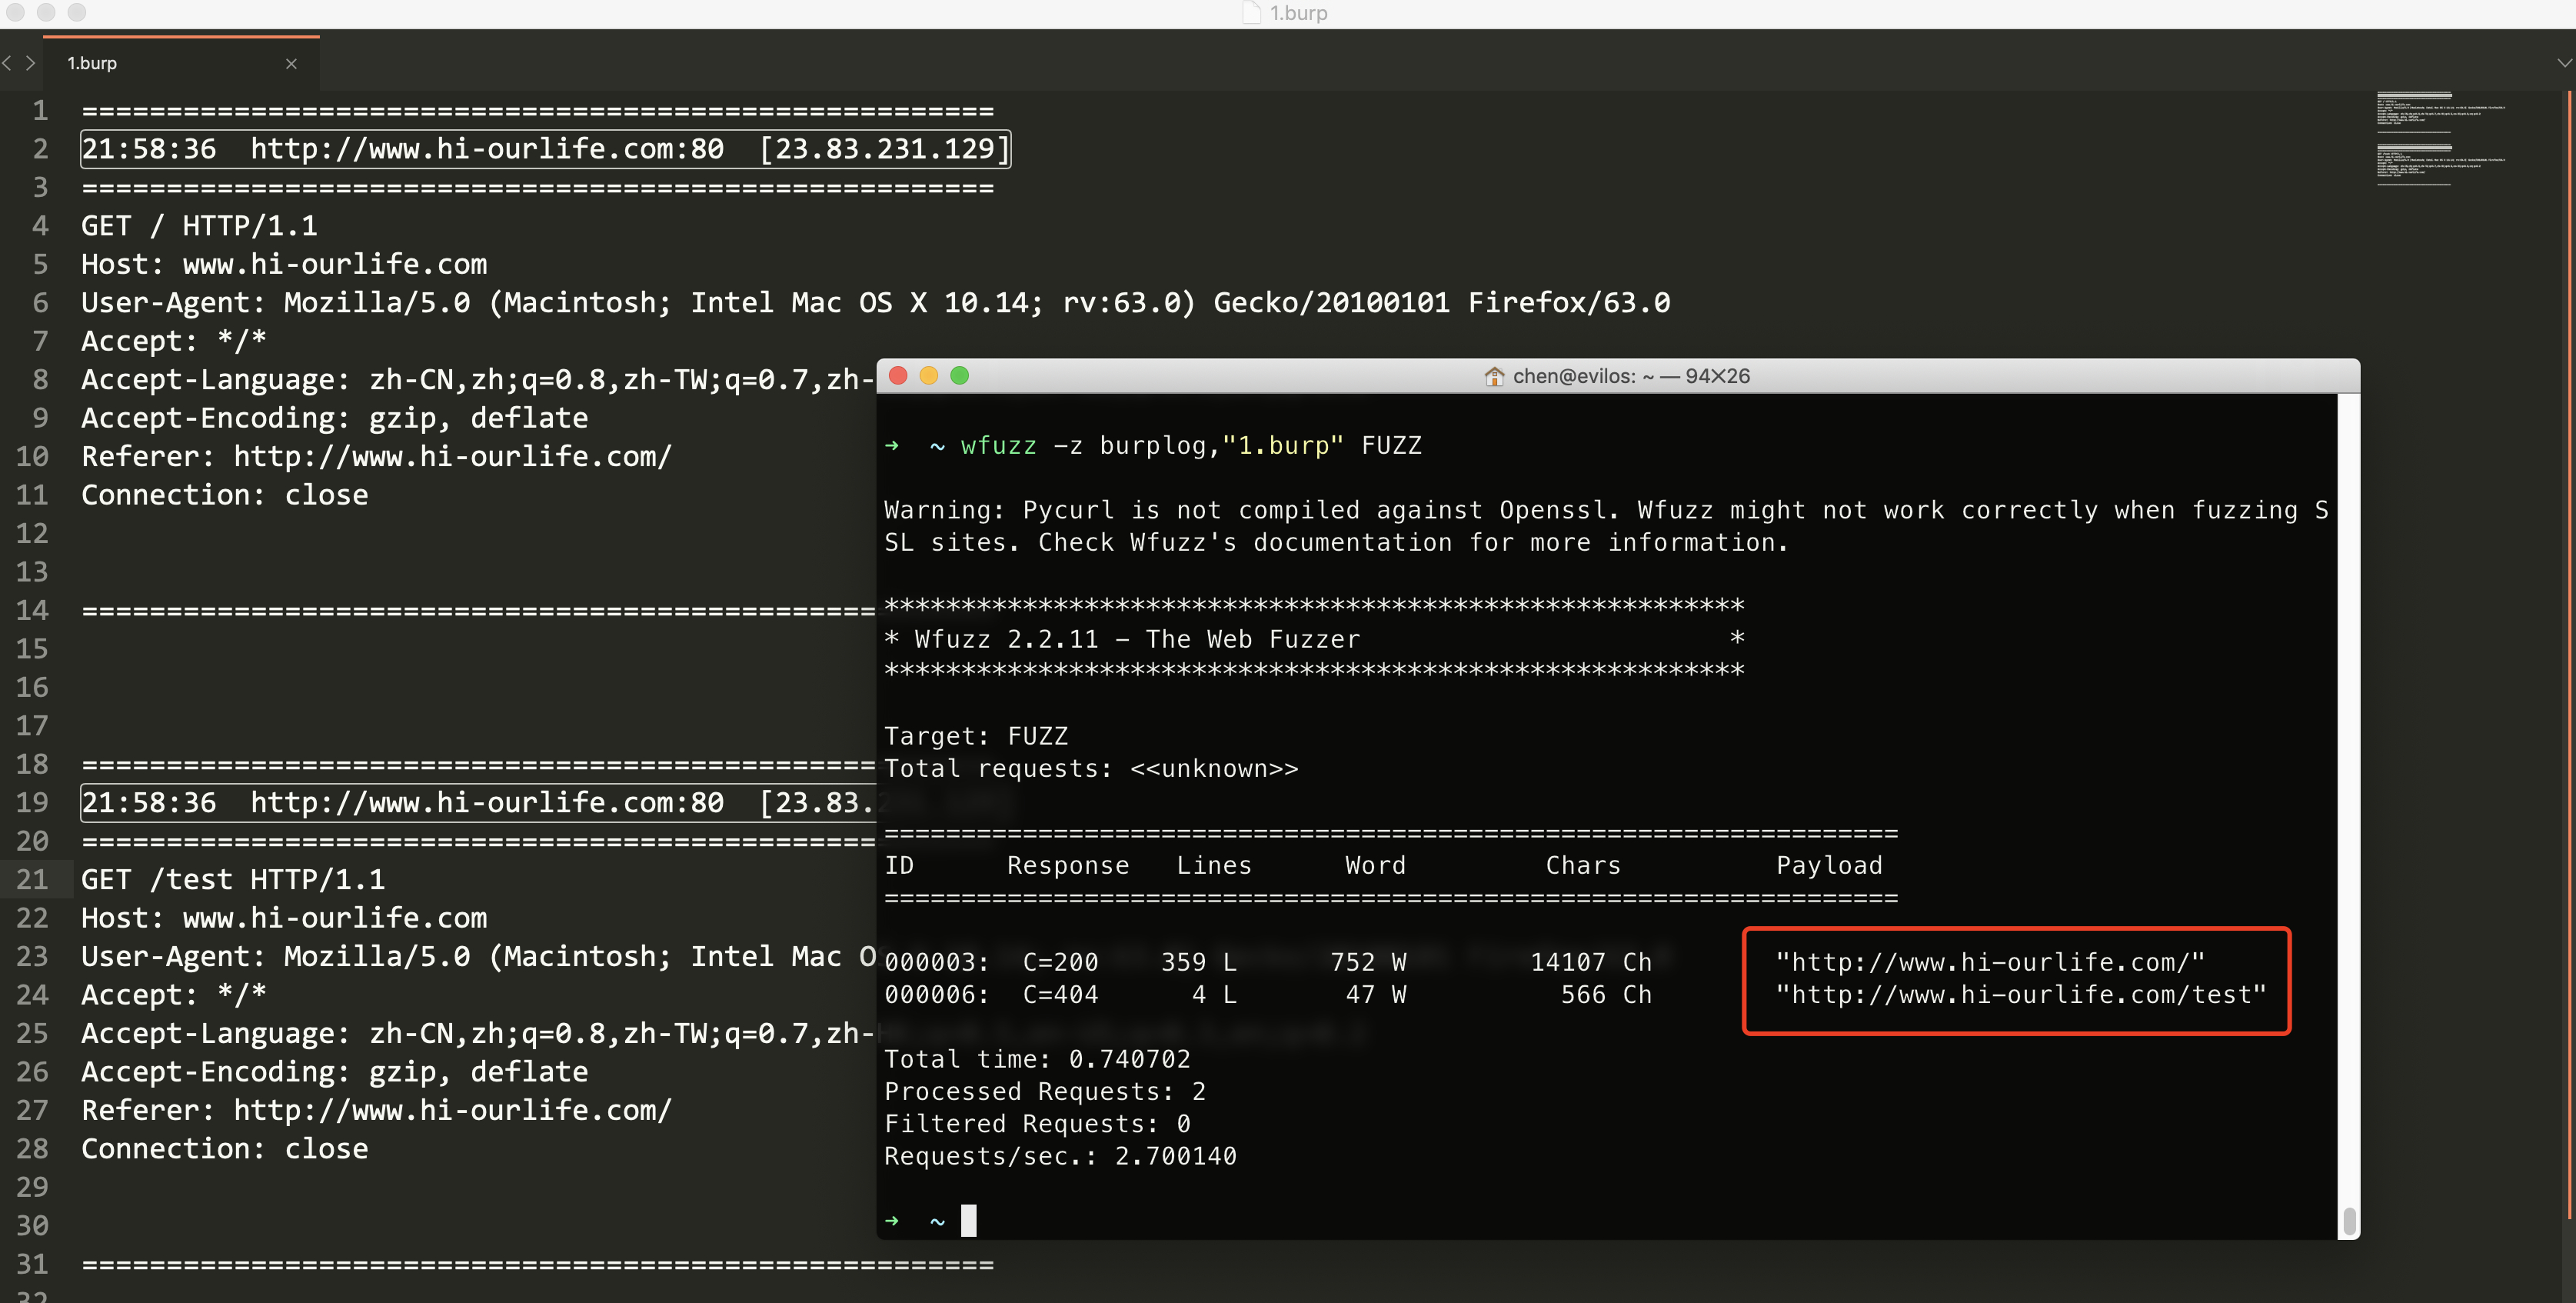 1.burp
1.burp
1 ======================================================
2 21:58:36  http://www.hi-ourlife.com:80  [23.83.231.129]
3 ======================================================
4 GET / HTTP/1.1
5 Host: www.hi-ourlife.com
6 User-Agent: Mozilla/5.0 (Macintosh; Intel Mac OS X 10.14; rv:63.0) Gecko/20100101 Firefox/63.0
7 Accept: */*
8 Accept-Language: zh-CN,zh;q=0.8,zh-TW;q=0.7,zh-
9 Accept-Encoding: gzip, deflate
10 Referer: http://www.hi-ourlife.com/
11 Connection: close
12
13
14 ===============================================
15
16
17
18 ===============================================
19 21:58:36  http://www.hi-ourlife.com:80  [23.83.
20 ===============================================
21 GET /test HTTP/1.1
22 Host: www.hi-ourlife.com
23 User-Agent: Mozilla/5.0 (Macintosh; Intel Mac O
24 Accept: */*
25 Accept-Language: zh-CN,zh;q=0.8,zh-TW;q=0.7,zh-
26 Accept-Encoding: gzip, deflate
27 Referer: http://www.hi-ourlife.com/
28 Connection: close
29
30
31 ======================================================
32
chen@evilos: ~ — 94×26
→ ~ wfuzz -z burplog,"1.burp" FUZZ
Warning: Pycurl is not compiled against Openssl. Wfuzz might not work correctly when fuzzing S
SL sites. Check Wfuzz's documentation for more information.
********************************************************
* Wfuzz 2.2.11 - The Web Fuzzer                        *
********************************************************
Target: FUZZ
Total requests: <<unknown>>
==================================================================
ID      Response   Lines      Word         Chars          Payload
==================================================================
000003:  C=200    359 L      752 W        14107 Ch        "http://www.hi-ourlife.com/"
000006:  C=404      4 L       47 W          566 Ch        "http://www.hi-ourlife.com/test"
Total time: 0.740702
Processed Requests: 2
Filtered Requests: 0
Requests/sec.: 2.700140
→ ~